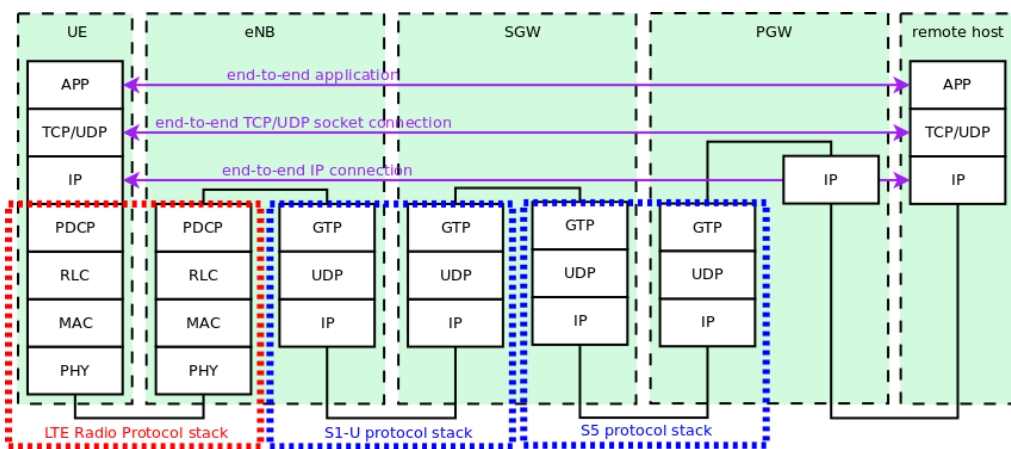 UE
eNB
SGW
PGW
remote host
APP
end-to-end application
APP
TCP/UDP
end-to-end TCP/UDP socket connection
TCP/UDP
IP
end-to-end IP connection
IP
IP
PDCP
PDCP
GTP
GTP
GTP
GTP
RLC
RLC
UDP
UDP
UDP
UDP
MAC
MAC
IP
IP
IP
IP
PHY
PHY
LTE Radio Protocol stack
S1-U protocol stack
S5 protocol stack